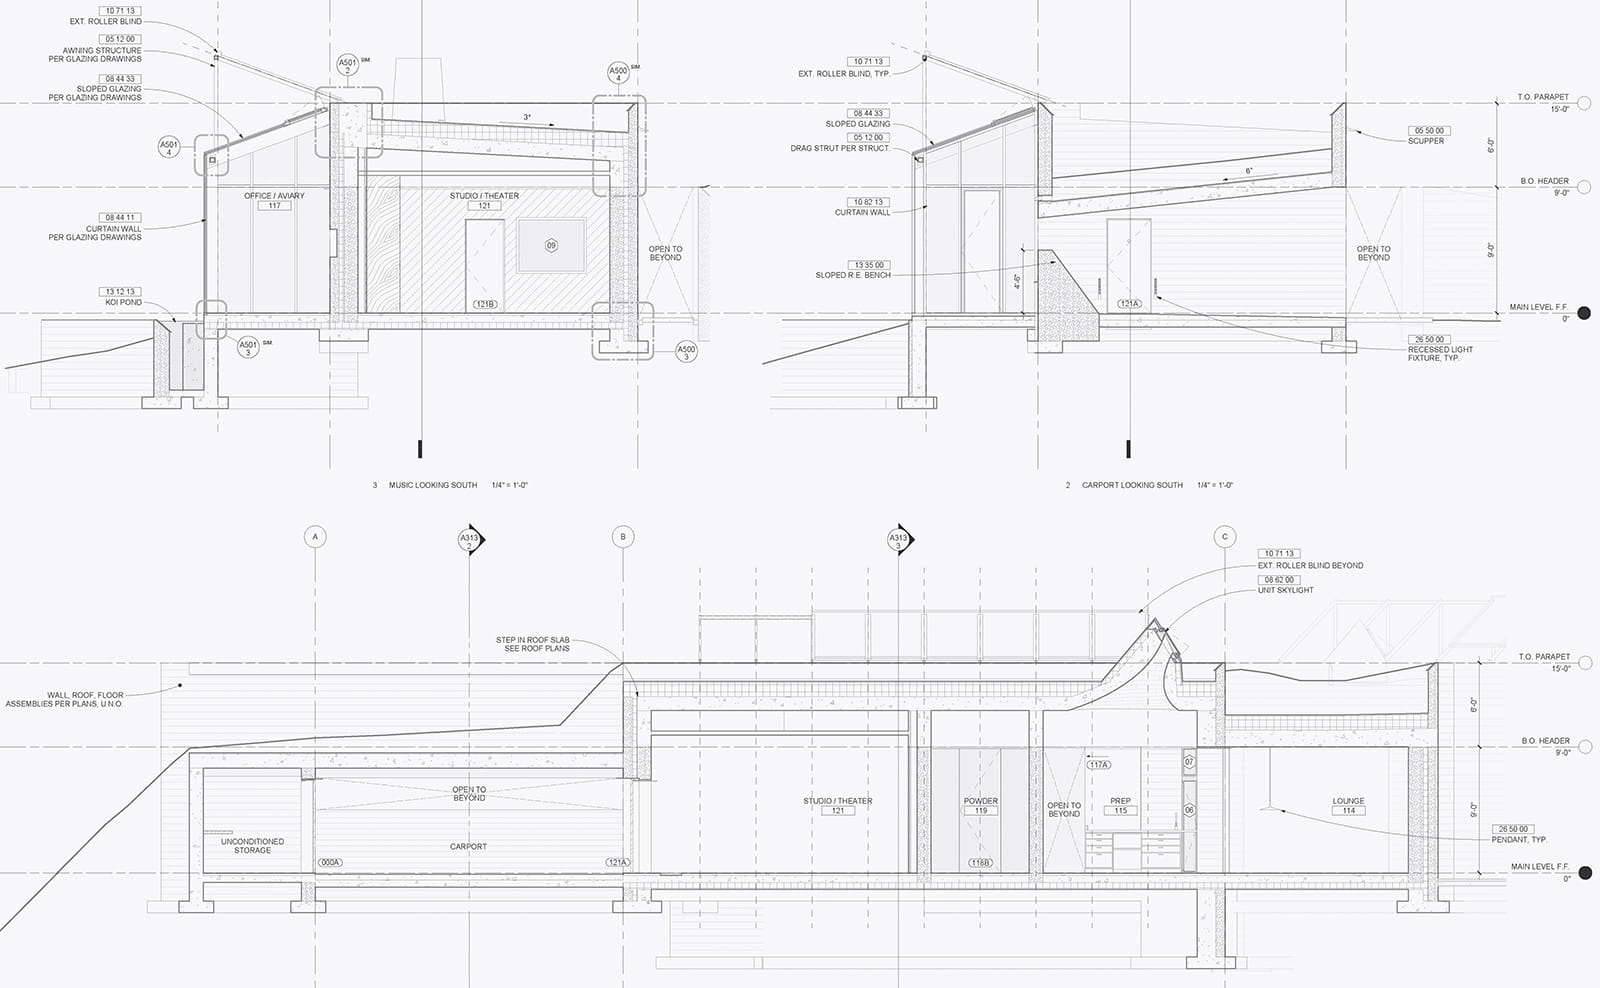 10 71 13
EXT. ROLLER BLIND
05 12 00
AWNING STRUCTURE
PER GLAZING DRAWINGS
08 44 33
SLOPED GLAZING
PER GLAZING DRAWINGS
A501
2
SIM.
A500
4
SIM.
3"
A501
4
OFFICE / AVIARY
117
STUDIO / THEATER
121
08 44 11
CURTAIN WALL
PER GLAZING DRAWINGS
09
OPEN TO
BEYOND
13 12 13
KOI POND
121B
A501
3
SIM.
A500
3
3 MUSIC LOOKING SOUTH 1/4" = 1'-0"
10 71 13
EXT. ROLLER BLIND, TYP.
08 44 33
SLOPED GLAZING
05 12 00
DRAG STRUT PER STRUCT.
10 82 13
CURTAIN WALL
13 35 00
SLOPED R.E. BENCH
4'-6"
6"
121A
OPEN TO
BEYOND
T.O. PARAPET
15'-0"
05 50 00
SCUPPER
6'-0"
B.O. HEADER
9'-0"
9'-0"
MAIN LEVEL F.F.
0"
26 50 00
RECESSED LIGHT
FIXTURE, TYP.
2 CARPORT LOOKING SOUTH 1/4" = 1'-0"
A
A313
2
B
A313
3
C
10 71 13
EXT. ROLLER BLIND BEYOND
08 62 00
UNIT SKYLIGHT
STEP IN ROOF SLAB
SEE ROOF PLANS
WALL, ROOF, FLOOR
ASSEMBLIES PER PLANS, U.N.O.
T.O. PARAPET
15'-0"
6'-0"
B.O. HEADER
9'-0"
OPEN TO
BEYOND
UNCONDITIONED
STORAGE
CARPORT
000A
121A
STUDIO / THEATER
121
POWDER
119
116B
OPEN TO
BEYOND
117A
PREP
115
07
06
LOUNGE
114
9'-0"
26 50 00
PENDANT, TYP.
MAIN LEVEL F.F.
0"